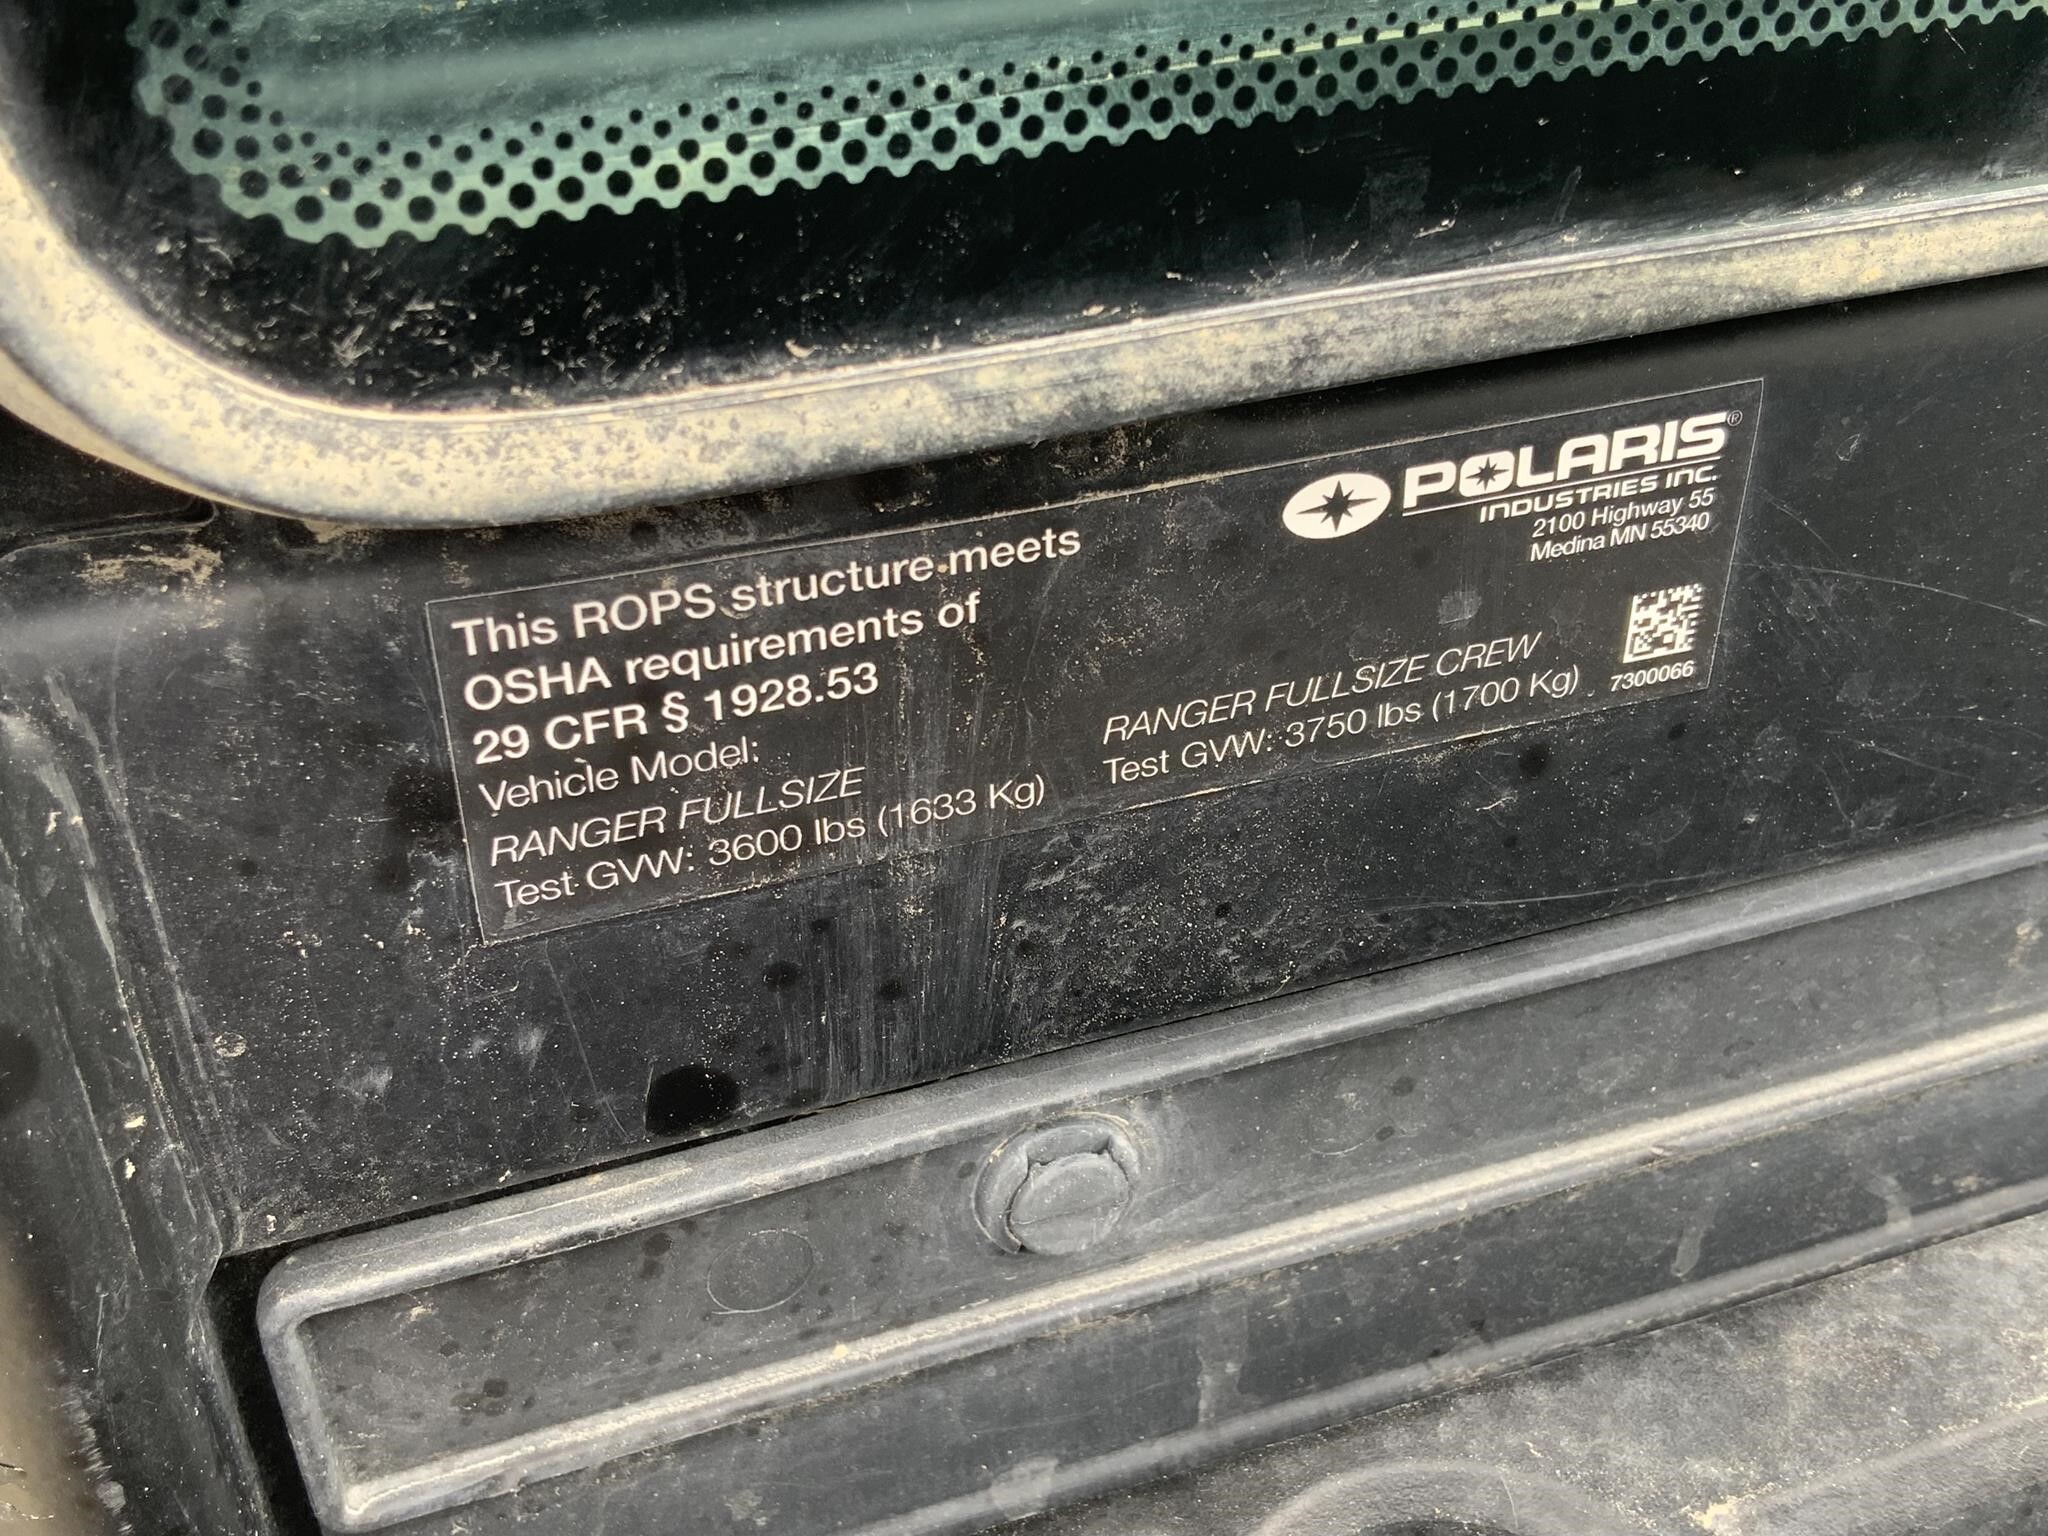 This ROPS structure meets
OSHA requirements of
29 CFR § 1928.53
Vehicle Model:
RANGER FULLSIZE
Test GVW: 3600 lbs (1633 Kg)
RANGER FULLSIZE CREW
Test GVW: 3750 lbs (1700 Kg)
POLARIS®
INDUSTRIES INC.
2100 Highway 55
Medina MN 55340
7300066